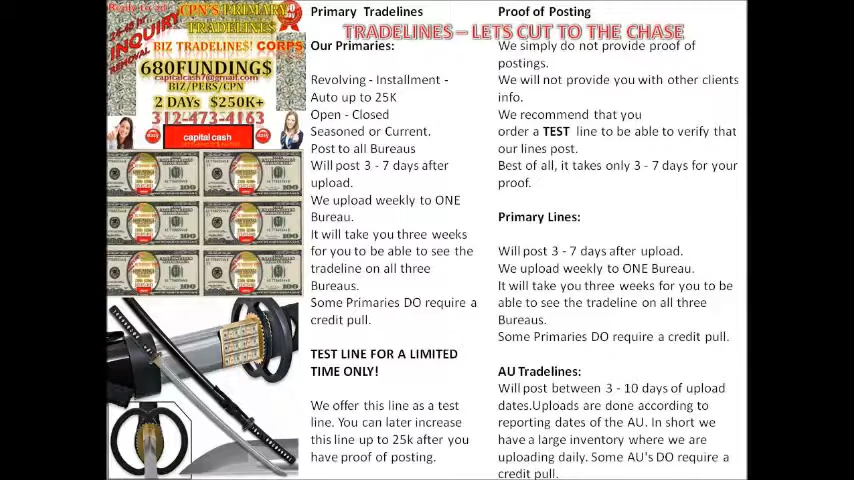 Ready to ad
CPN'S PRIMARY
TRADELINES
24-48 hr
INQUIRY
REMOVAL
BIZ TRADELINES! CORPS
680FUNDING$
capitalcash7@gmail.com
BIZ/PERS/CPN
2 DAYs $250K+
312-473-4163
easy
capital cash
easy
TRADELINES – LETS CUT TO THE CHASE
Primary Tradelines
Our Primaries:
Revolving - Installment -
Auto up to 25K
Open - Closed
Seasoned or Current.
Post to all Bureaus
Will post 3 - 7 days after
upload.
We upload weekly to ONE
Bureau.
It will take you three weeks
for you to be able to see the
tradeline on all three
Bureaus.
Some Primaries DO require a
credit pull.
TEST LINE FOR A LIMITED
TIME ONLY!
We offer this line as a test
line. You can later increase
this line up to 25k after you
have proof of posting.
Proof of Posting
We simply do not provide proof of
postings.
We will not provide you with other clients
info.
We recommend that you
order a TEST line to be able to verify that
our lines post.
Best of all, it takes only 3 - 7 days for your
proof.
Primary Lines:
Will post 3 - 7 days after upload.
We upload weekly to ONE Bureau.
It will take you three weeks for you to be
able to see the tradeline on all three
Bureaus.
Some Primaries DO require a credit pull.
AU Tradelines:
Will post between 3 - 10 days of upload
dates.Uploads are done according to
reporting dates of the AU. In short we
have a large inventory where we are
uploading daily. Some AU's DO require a
credit pull.